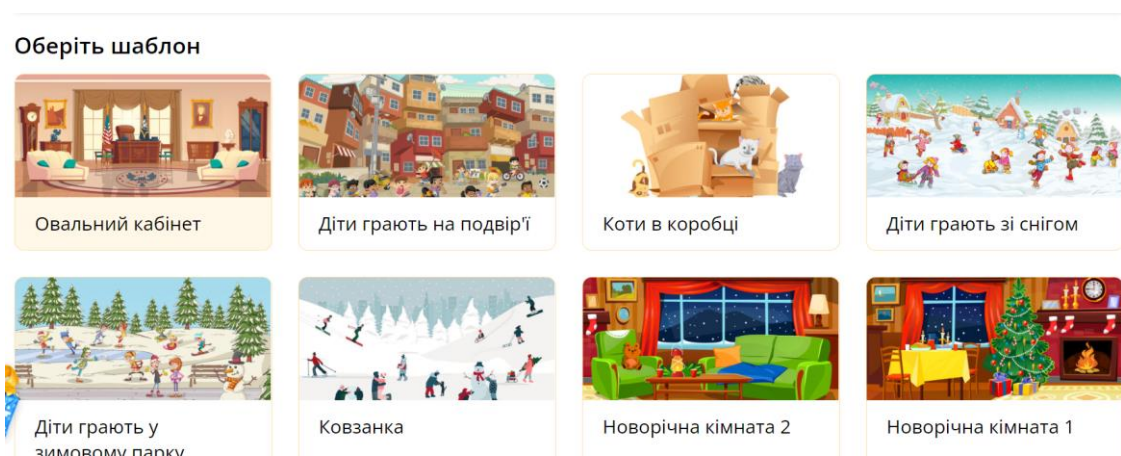 Оберіть шаблон
Овальний кабінет
Діти грають на подвір'ї
Коти в коробці
Діти грають зі снігом
Діти грають у
зимовому парку
Ковзанка
Новорічна кімната 2
Новорічна кімната 1